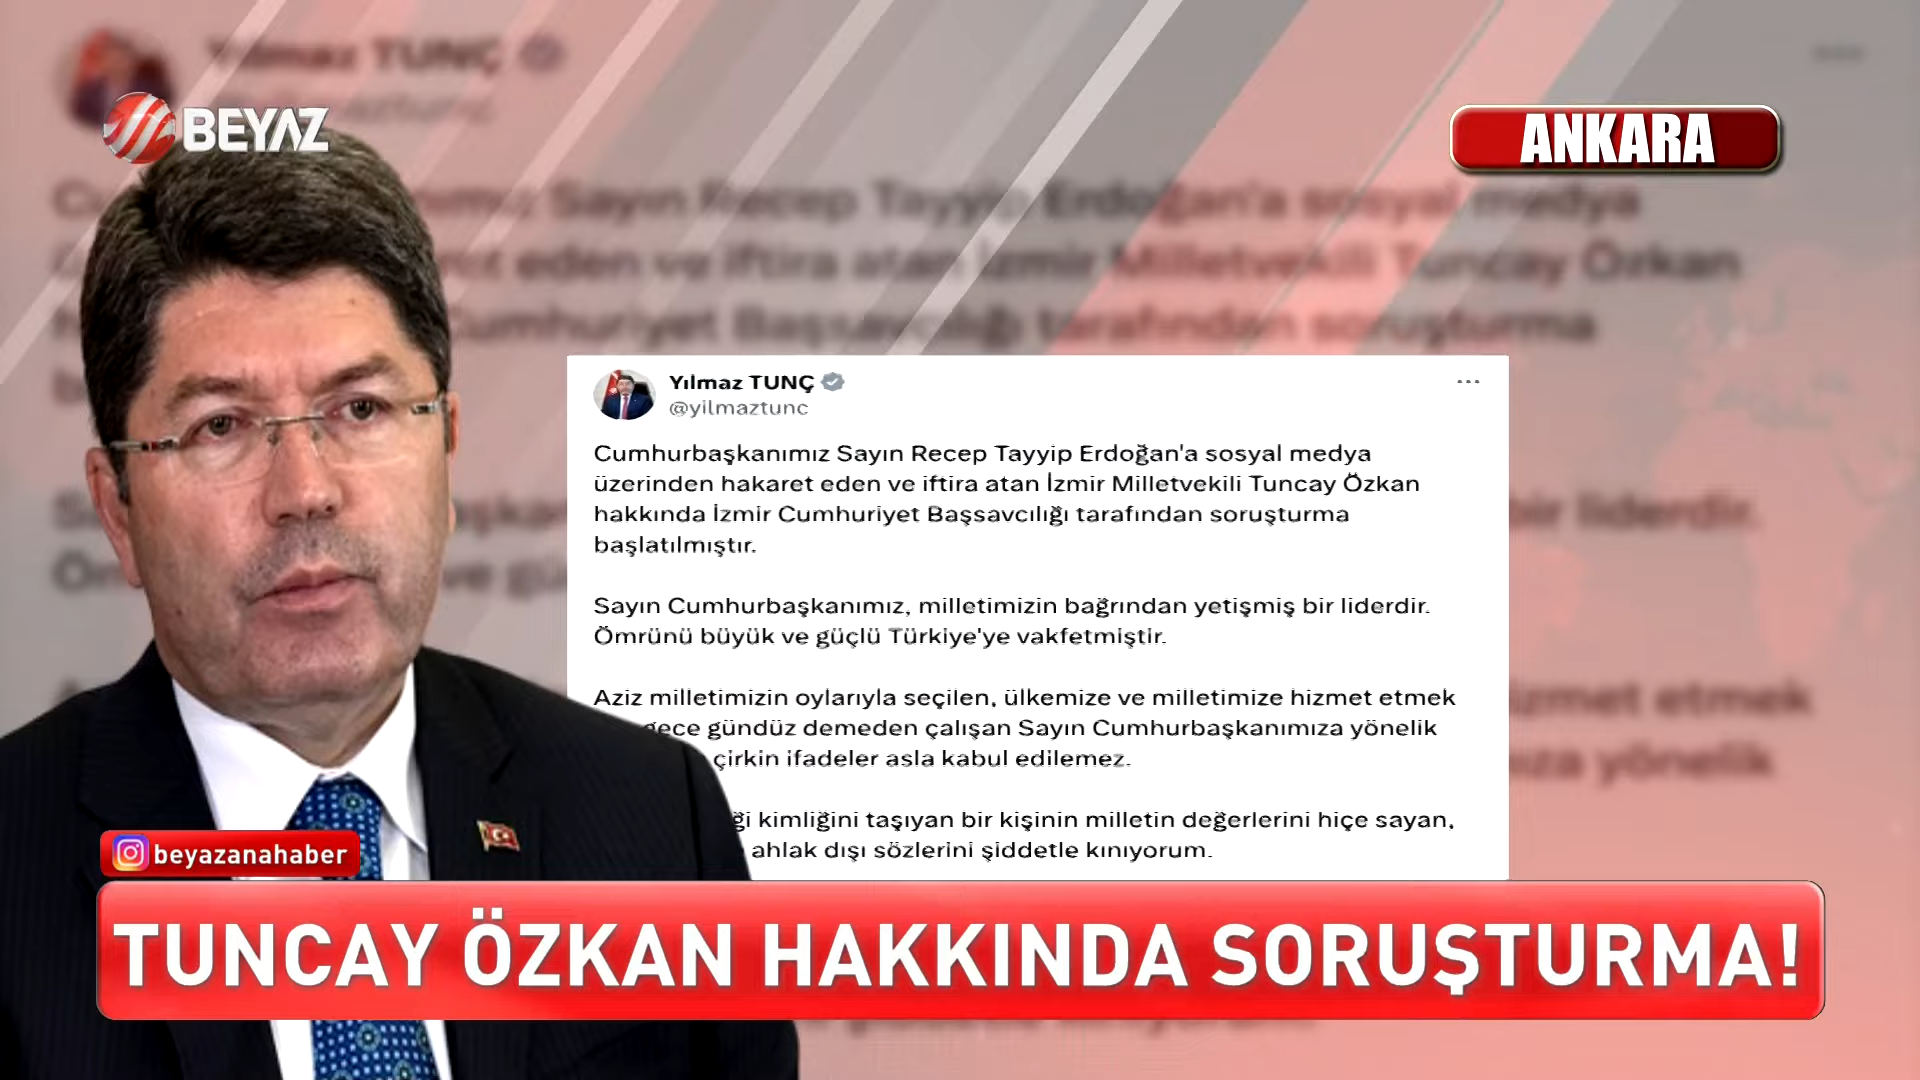 BEYAZ
ANKARA
Yılmaz TUNÇ
@yilmaztunc
Cumhurbaşkanımız Sayın Recep Tayyip Erdoğan'a sosyal medya
üzerinden hakaret eden ve iftira atan İzmir Milletvekili Tuncay Özkan
hakkında İzmir Cumhuriyet Başsavcılığı tarafından soruşturma
başlatılmıştır.
Sayın Cumhurbaşkanımız, milletimizin bağrından yetişmiş bir liderdir.
Ömrünü büyük ve güçlü Türkiye'ye vakfetmiştir.
Aziz milletimizin oylarıyla seçilen, ülkemize ve milletimize hizmet etmek
gece gündüz demeden çalışan Sayın Cumhurbaşkanımıza yönelik
çirkin ifadeler asla kabul edilemez.
kimliğini taşıyan bir kişinin milletin değerlerini hiçe sayan,
ahlak dışı sözlerini şiddetle kınıyorum.
beyazanahaber
TUNCAY ÖZKAN HAKKINDA SORUŞTURMA!